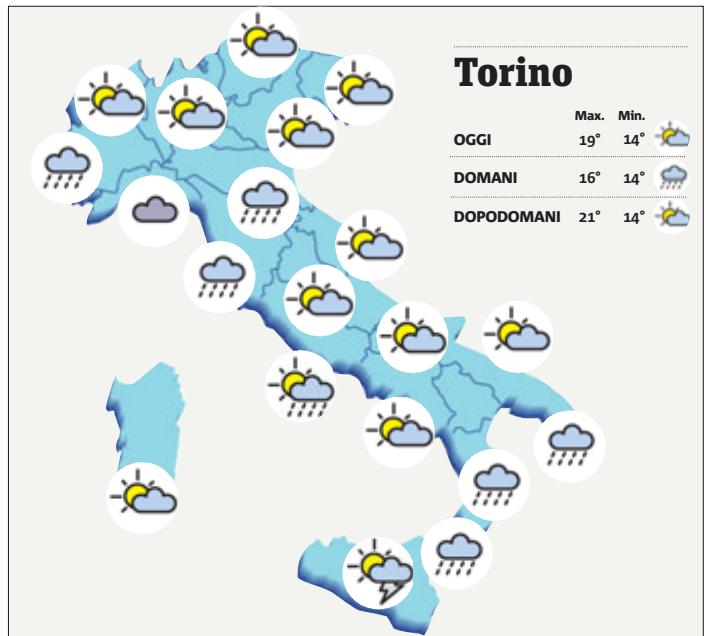 Torino
Max. Min.
OGGI 19° 14°
DOMANI 16° 14°
DOPODOMANI 21° 14°